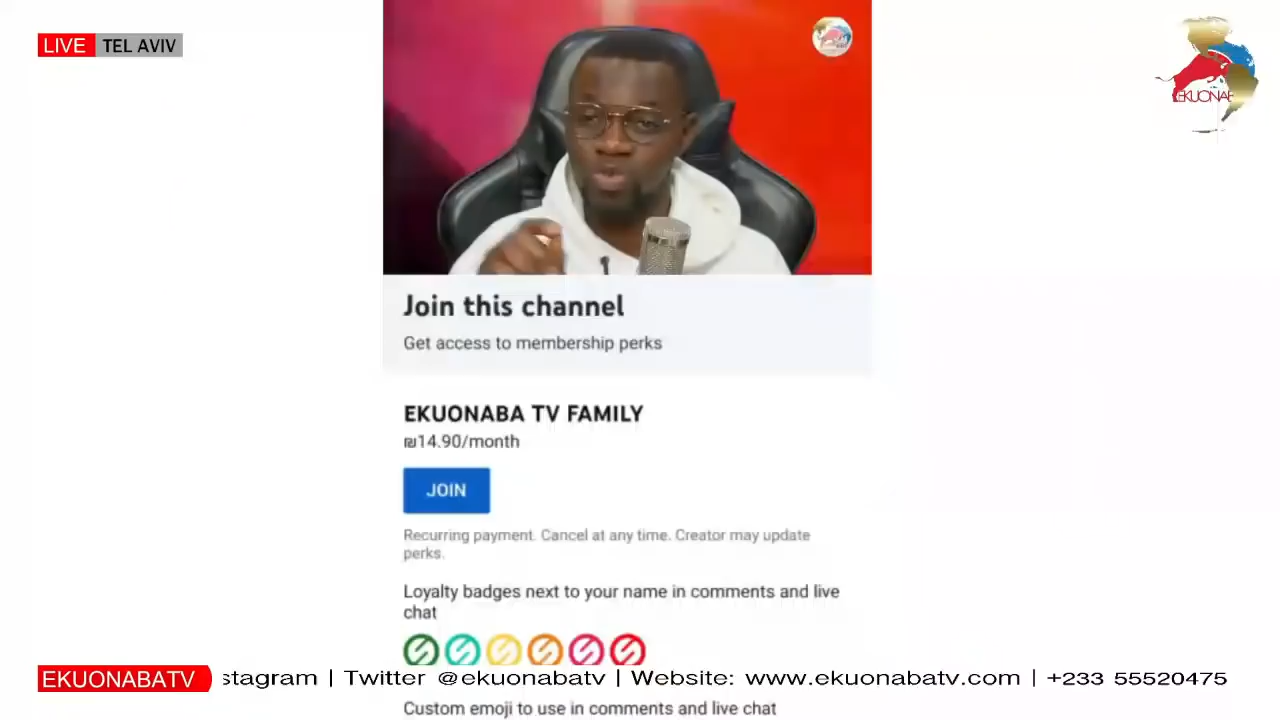 LIVE TEL AVIV
EKUONAB
Join this channel
Get access to membership perks
EKUONABA TV FAMILY
₪14.90/month
JOIN
Recurring payment. Cancel at any time. Creator may update
perks.
Loyalty badges next to your name in comments and live
chat
EKUONABATV stagram | Twitter @ekuonabatv | Website: www.ekuonabatv.com | +233 55520475
Custom emoji to use in comments and live chat